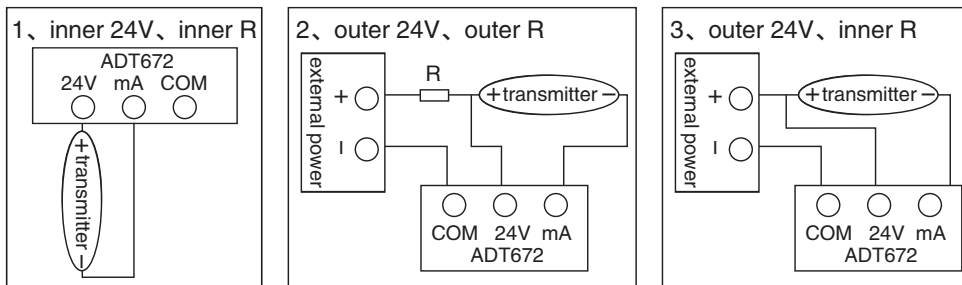 1、inner 24V、inner R
ADT672
24V mA COM
+ transmitter −
2、outer 24V、outer R
external power
+
I
R
+ transmitter −
COM 24V mA
ADT672
3、outer 24V、inner R
external power
+
I
+ transmitter −
COM 24V mA
ADT672